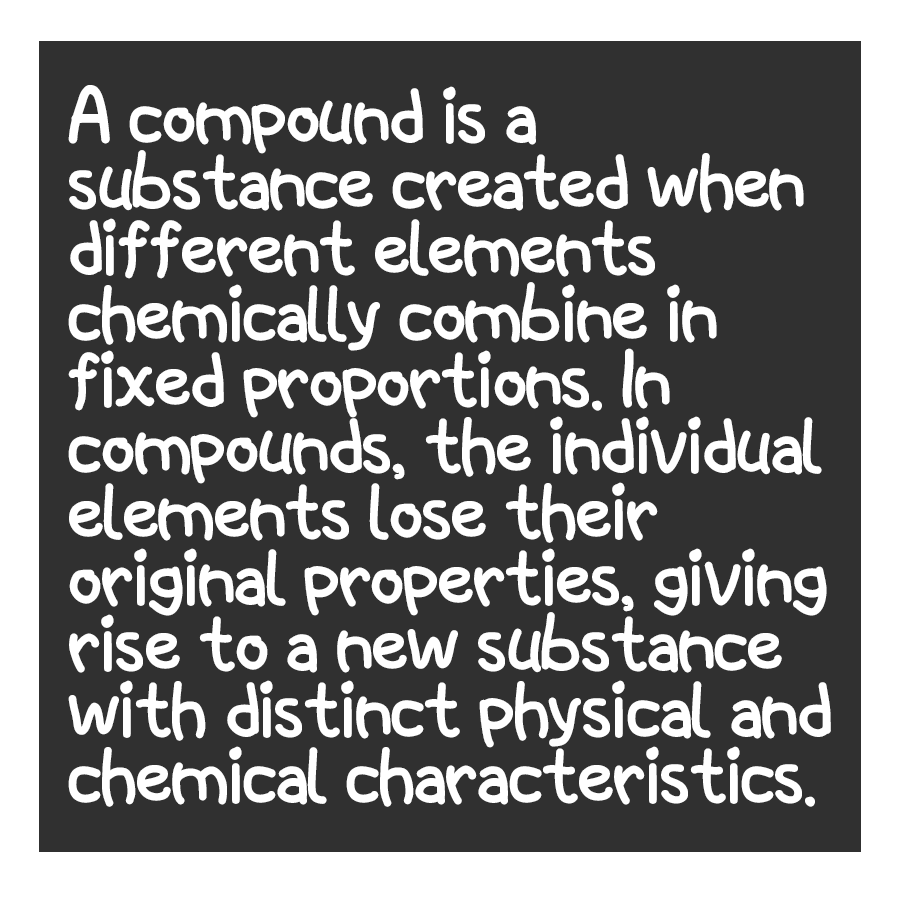 A compound is a
substance created when
different elements
chemically combine in
fixed proportions. In
compounds, the individual
elements lose their
original properties, giving
rise to a new substance
with distinct physical and
chemical characteristics.